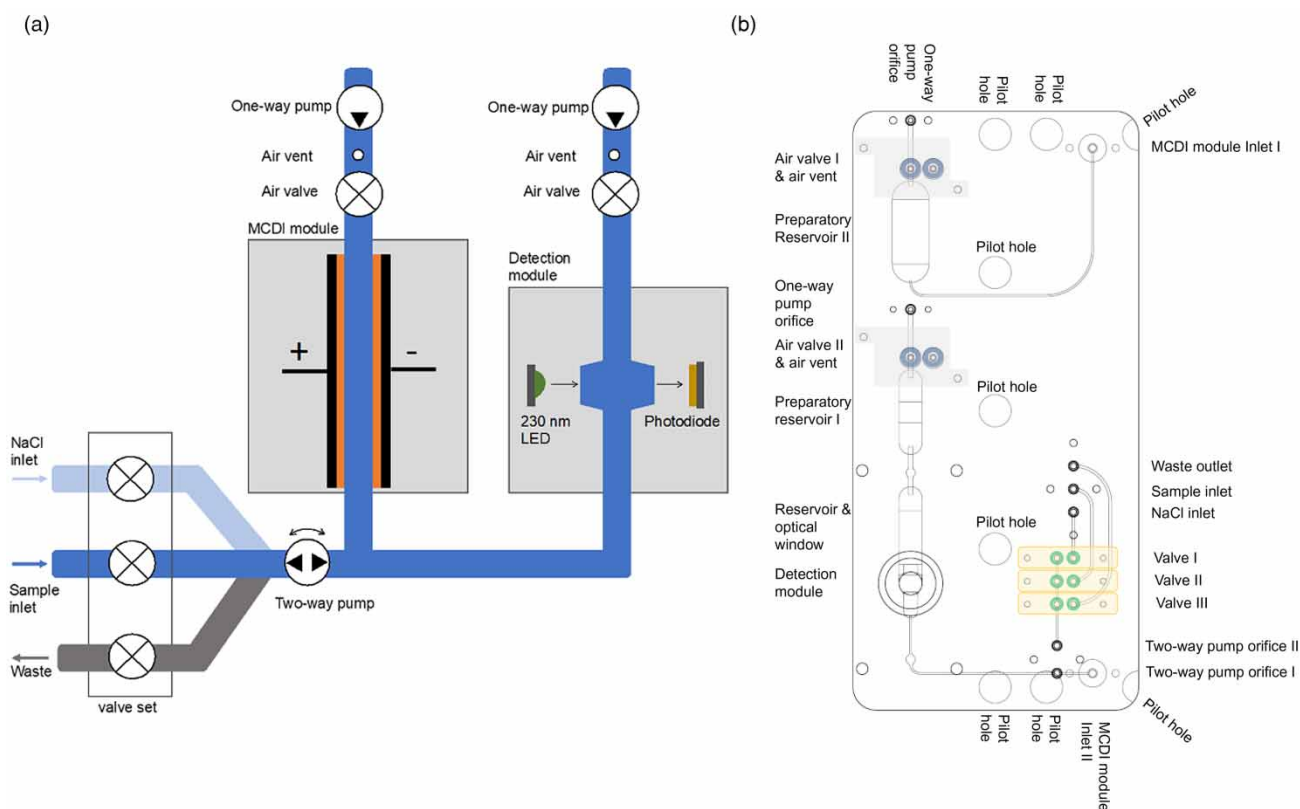 (a)
One-way pump
Air vent
Air valve
MCDI module
+
-
One-way pump
Air vent
Air valve
Detection
module
230 nm
LED
Photodiode
NaCl
inlet
Sample
inlet
Waste
valve set
Two-way pump
(b)
One-way
pump
orifice
Pilot
hole
Pilot
hole
Pilot hole
MCDI module Inlet I
Air valve I
& air vent
Preparatory
Reservoir II
Pilot hole
One-way
pump
orifice
Air valve II
& air vent
Preparatory
reservoir I
Pilot hole
Waste outlet
Sample inlet
NaCl inlet
Reservoir &
optical
window
Pilot hole
Detection
module
Valve I
Valve II
Valve III
Two-way pump orifice II
Two-way pump orifice I
Pilot hole
Pilot
hole
Pilot
hole
MCDI module
Inlet II